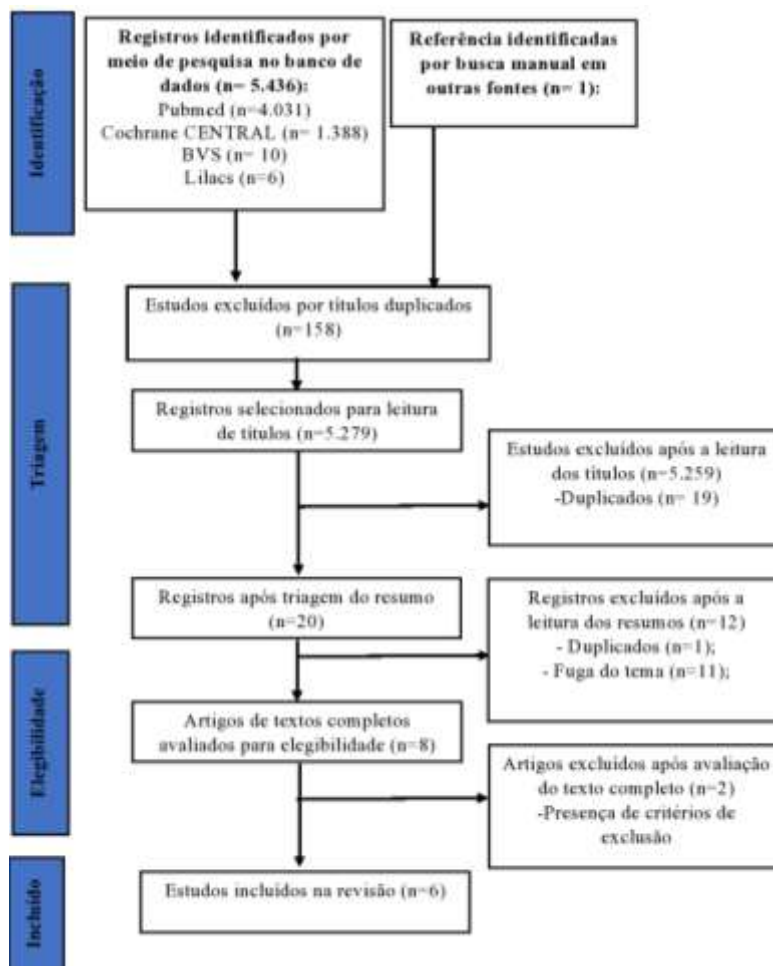 Identificação
Registros identificados por
meio de pesquisa no banco de
dados (n= 5.436):
Pubmed (n=4.031)
Cochrane CENTRAL (n= 1.388)
BVS (n= 10)
Lilacs (n=6)
Referência identificadas
por busca manual em
outras fontes (n= 1):
Triagem
Estudos excluídos por títulos duplicados
(n=158)
Registros selecionados para leitura
de títulos (n=5.279)
Estudos excluídos após a leitura
dos títulos (n=5.259)
-Duplicados (n= 19)
Registros após triagem do resumo
(n=20)
Registros excluídos após a
leitura dos resumos (n=12)
- Duplicados (n=1);
- Fuga do tema (n=11);
Elegibilidade
Artigos de textos completos
avaliados para elegibilidade (n=8)
Artigos excluídos após avaliação
do texto completo (n=2)
-Presença de critérios de
exclusão
Incluído
Estudos incluídos na revisão (n=6)